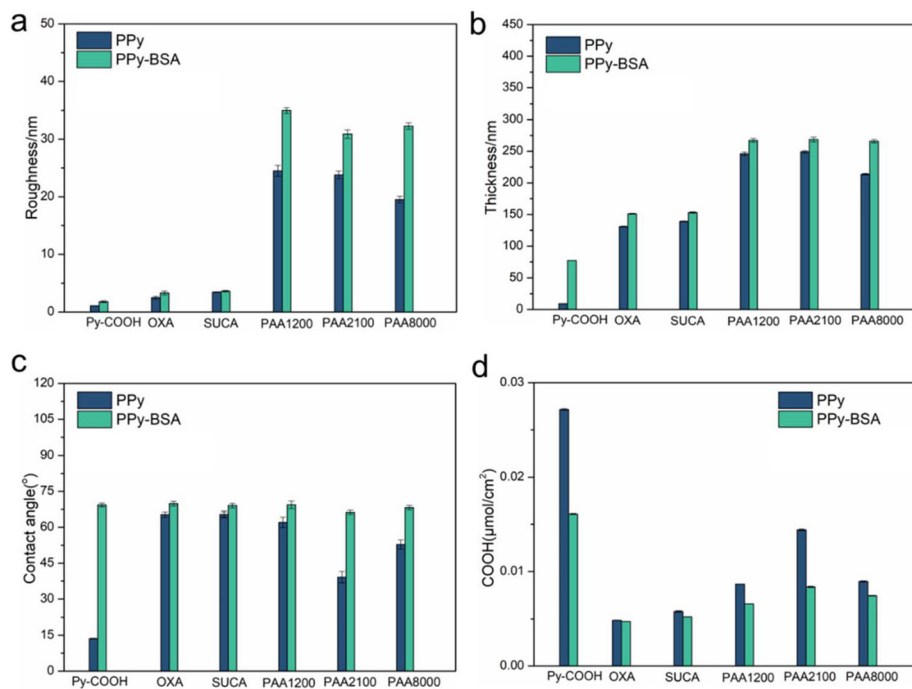 a
PPy
PPy-BSA
50
40
30
20
10
0
Roughness/nm
Py-COOH OXA SUCA PAA1200 PAA2100 PAA8000
b
PPy
PPy-BSA
450
400
350
300
250
200
150
100
50
0
Thickness/nm
Py-COOH OXA SUCA PAA1200 PAA2100 PAA8000
c
PPy
PPy-BSA
120
105
90
75
60
45
30
15
0
Contact angle(°)
Py-COOH OXA SUCA PAA1200 PAA2100 PAA8000
d
PPy
PPy-BSA
0.03
0.02
0.01
0.00
COOH(μmol/cm²)
Py-COOH OXA SUCA PAA1200 PAA2100 PAA8000